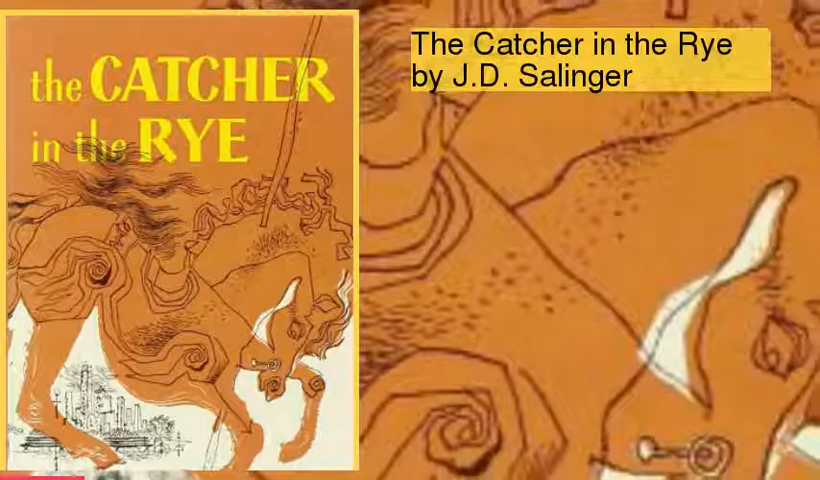 the CATCHER
in the RYE
The Catcher in the Rye
by J.D. Salinger